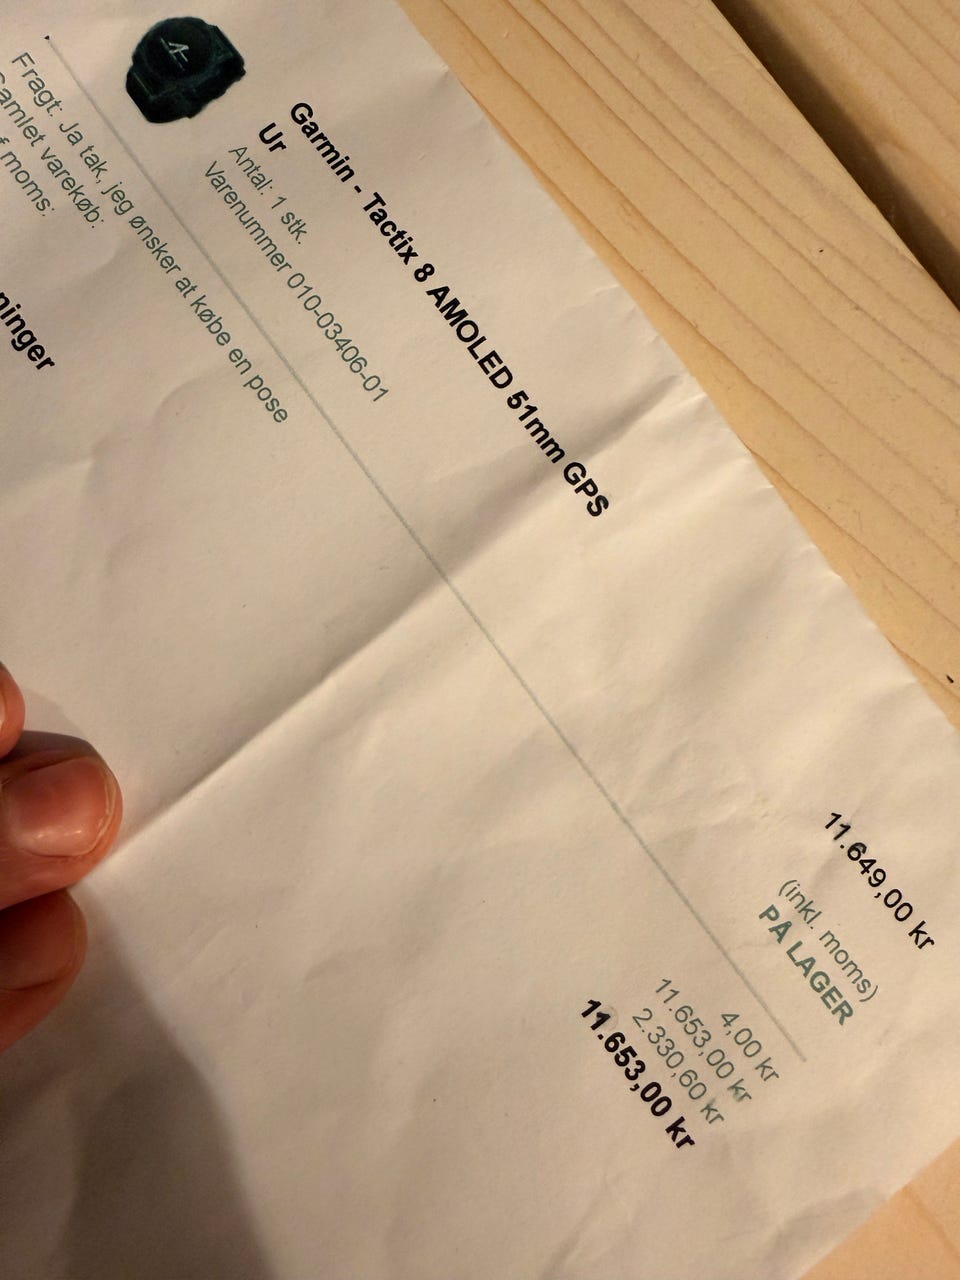 Garmin - Tactix 8 AMOLED 51mm GPS
Ur
11.649,00 kr
Antal: 1 stk.
(inkl. moms)
Varenummer 010-03406-01
PÅ LAGER
Fragt: Ja tak, jeg ønsker at købe en pose
4,00 kr
Samlet varekøb:
11.653,00 kr
f moms:
2.330,60 kr
11.653,00 kr